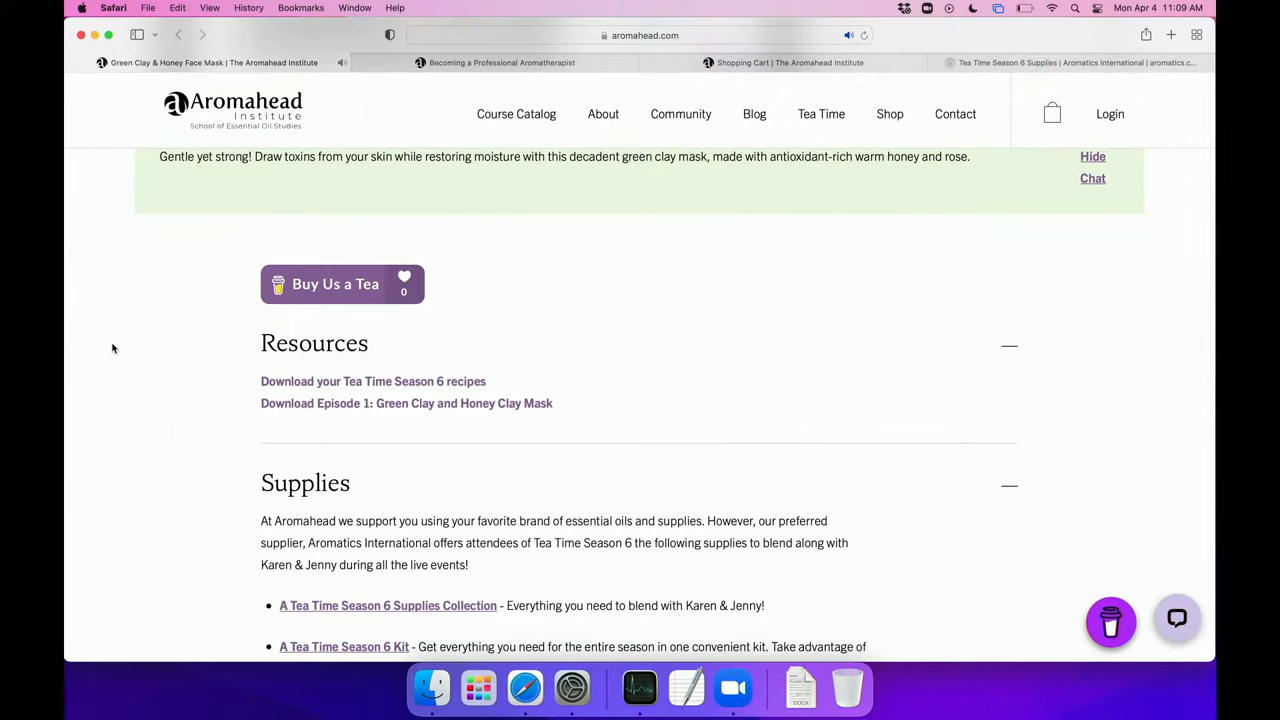 Safari File Edit View History Bookmarks Window Help Mon Apr 4 11:09 AM
aromahead.com
Green Clay & Honey Face Mask | The Aromahead Institute
Becoming a Professional Aromatherapist
Shopping Cart | The Aromahead Institute
Tea Time Season 6 Supplies | Aromatics International | aromatics.c...
Aromahead
Institute
School of Essential Oil Studies
Course Catalog About Community Blog Tea Time Shop Contact Login
Gentle yet strong! Draw toxins from your skin while restoring moisture with this decadent green clay mask, made with antioxidant-rich warm honey and rose.
Hide
Chat
Buy Us a Tea 0
Resources
Download your Tea Time Season 6 recipes
Download Episode 1: Green Clay and Honey Clay Mask
Supplies
At Aromahead we support you using your favorite brand of essential oils and supplies. However, our preferred
supplier, Aromatics International offers attendees of Tea Time Season 6 the following supplies to blend along with
Karen & Jenny during all the live events!
• A Tea Time Season 6 Supplies Collection - Everything you need to blend with Karen & Jenny!
• A Tea Time Season 6 Kit - Get everything you need for the entire season in one convenient kit. Take advantage of
DOCX